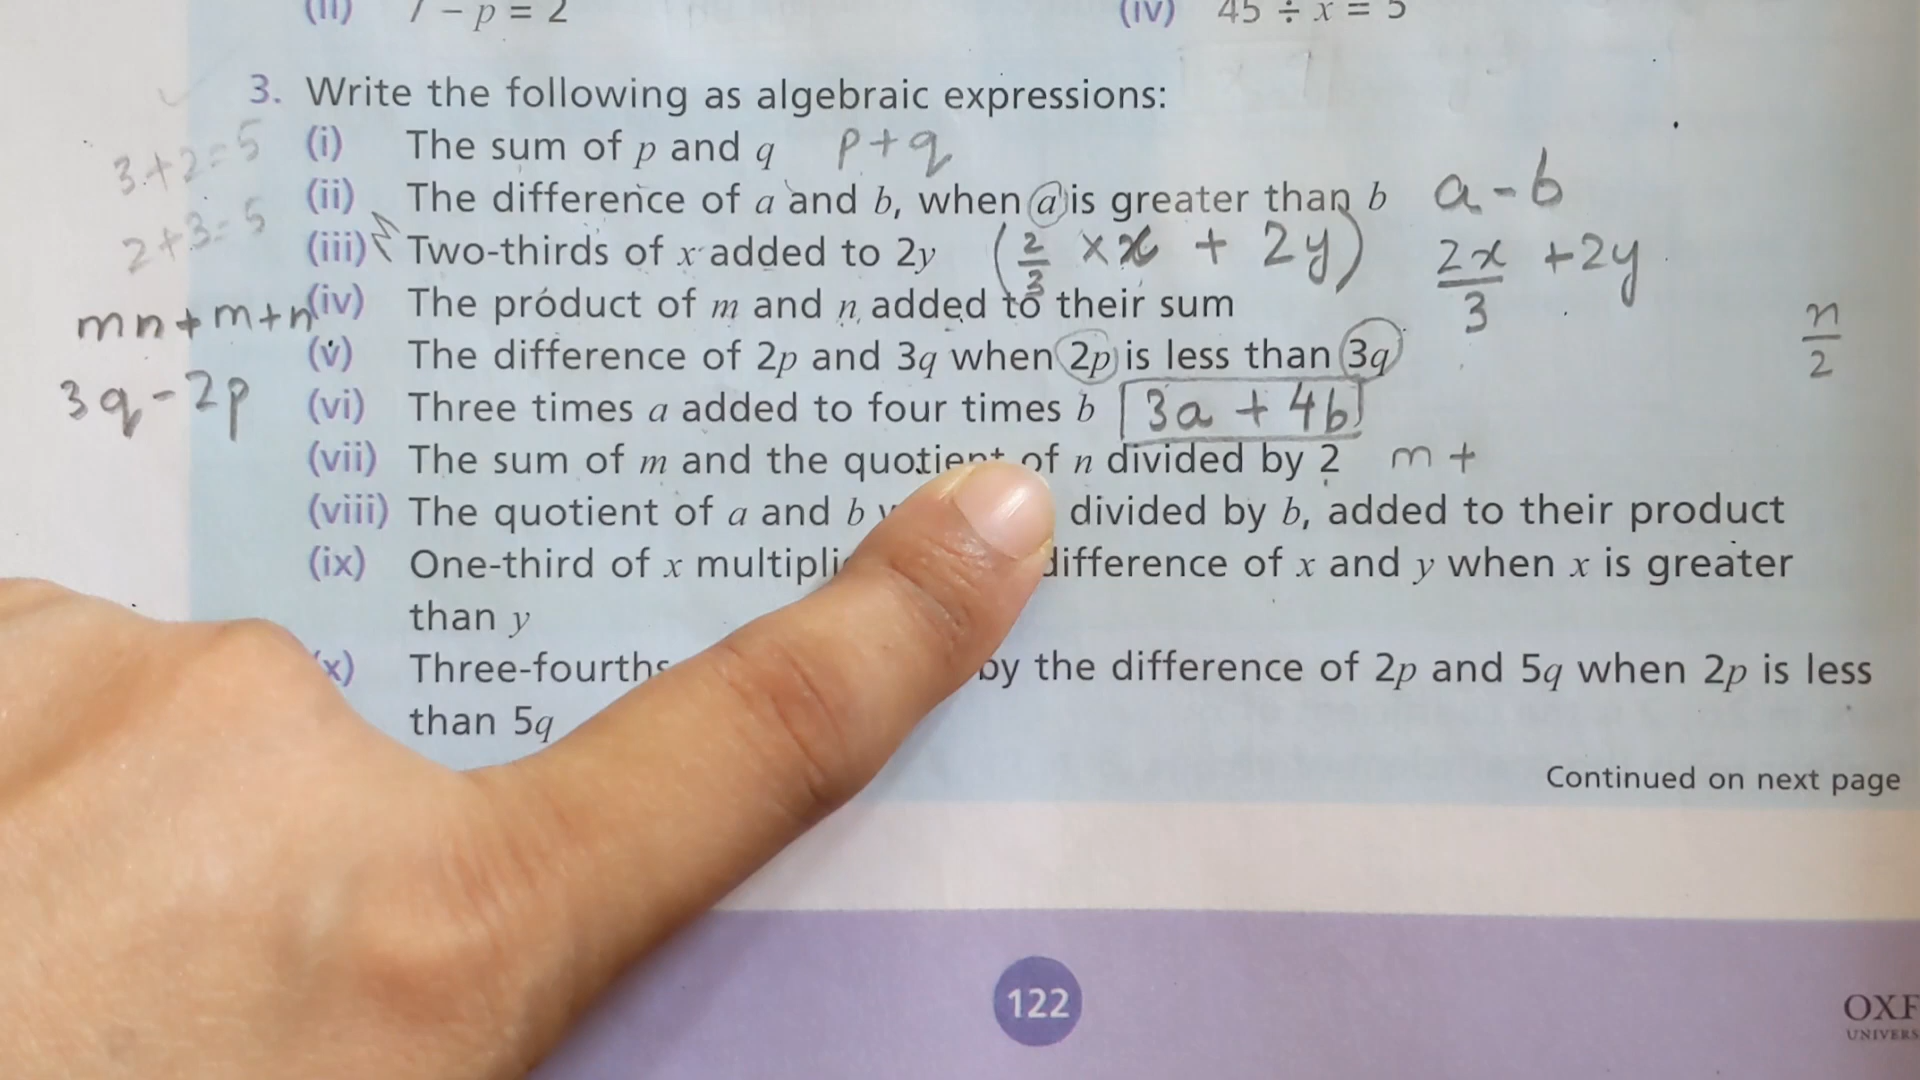 (ii) 7 − p = 2 (iv) 45 ÷ x = 5
3. Write the following as algebraic expressions:
3+2=5 (i) The sum of p and q p+q
2+3=5 (ii) The difference of a and b, when a is greater than b a-b
(iii) Two-thirds of x added to 2y (2/3 × x + 2y) 2x/3 +2y
mn+m+n (iv) The product of m and n added to their sum
n/2
3q-2p (v) The difference of 2p and 3q when 2p is less than 3q
(vi) Three times a added to four times b 3a + 4b
(vii) The sum of m and the quotient of n divided by 2 m +
(viii) The quotient of a and b divided by b, added to their product
(ix) One-third of x difference of x and y when x is greater
than y
(x) Three-fourths by the difference of 2p and 5q when 2p is less
than 5q
Continued on next page
122
OXF
UNIVERS